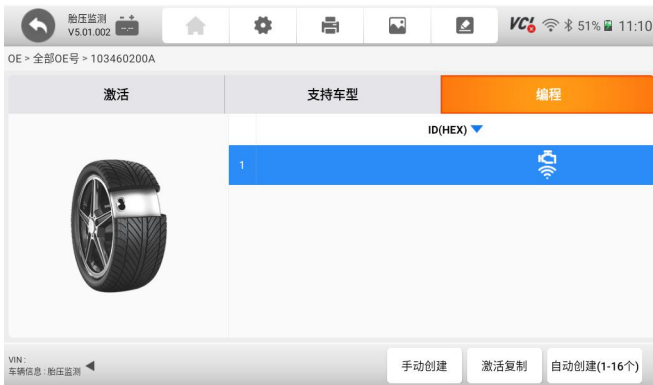 胎压监测
V5.01.002
VCI 51% 11:10
OE > 全部OE号 > 103460200A
激活 支持车型 编程
ID(HEX)
1
VIN:
车辆信息:胎压监测
手动创建 激活复制 自动创建(1-16个)